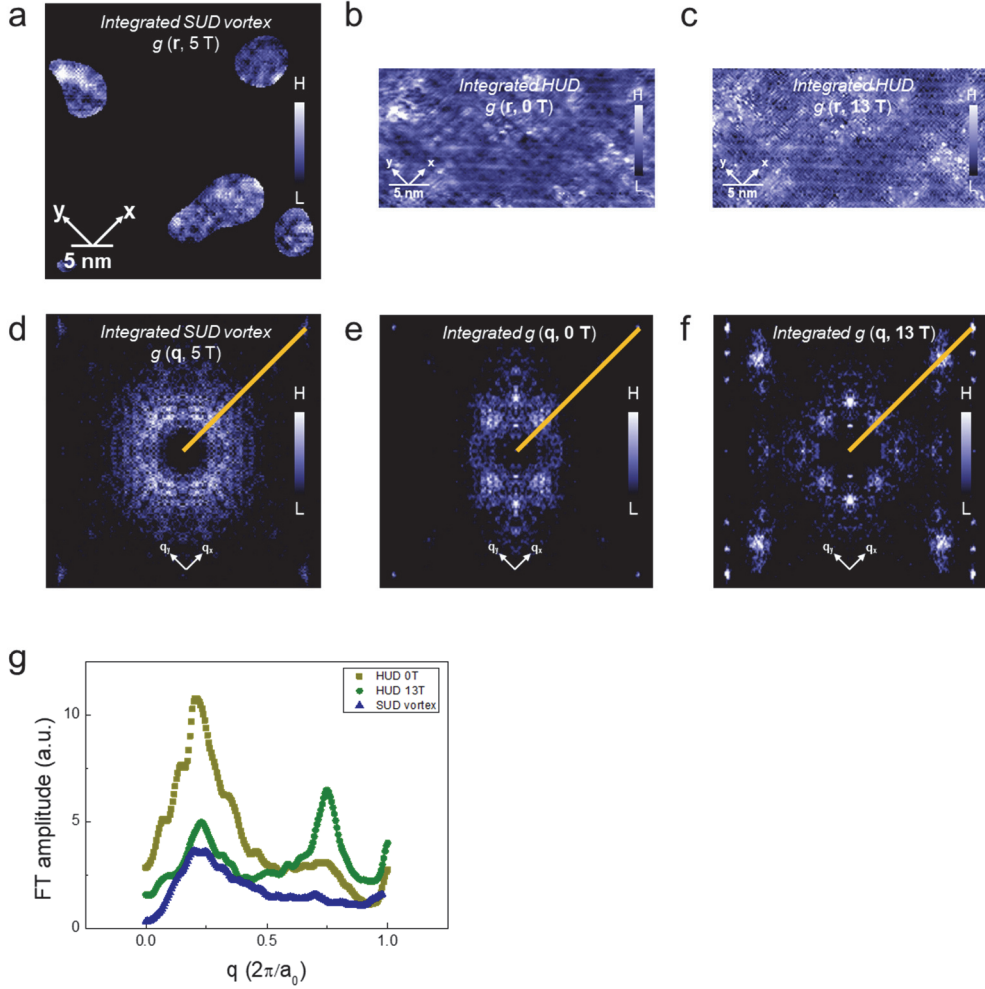 a
Integrated SUD vortex
g (r, 5 T)
H
L
y
x
5 nm
b
Integrated HUD
g (r, 0 T)
H
L
y
x
5 nm
c
Integrated HUD
g (r, 13 T)
H
L
y
x
5 nm
d
Integrated SUD vortex
g (q, 5 T)
H
L
qy
qx
e
Integrated g (q, 0 T)
H
L
qy
qx
f
Integrated g (q, 13 T)
H
L
qy
qx
g
HUD 0T
HUD 13T
SUD vortex
10
5
0
FT amplitude (a.u.)
0.0
0.5
1.0
q (2π/a₀)